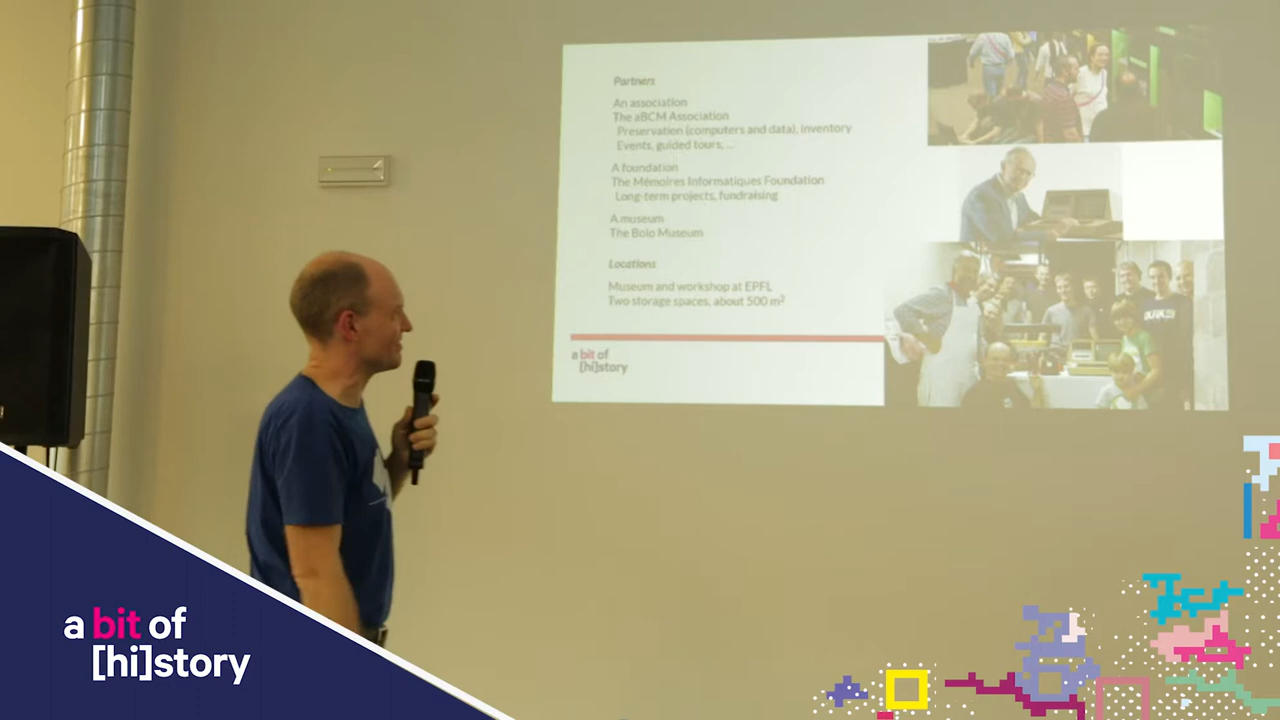 Partners
An association
The aBCM Association
Preservation (computers and data), inventory
Events, guided tours, ...
A foundation
The Mémoires Informatiques Foundation
Long-term projects, fundraising
A museum
The Bolo Museum
Locations
Museum and workshop at EPFL
Two storage spaces, about 500 m²
a bit of
[hi]story
a bit of
[hi]story